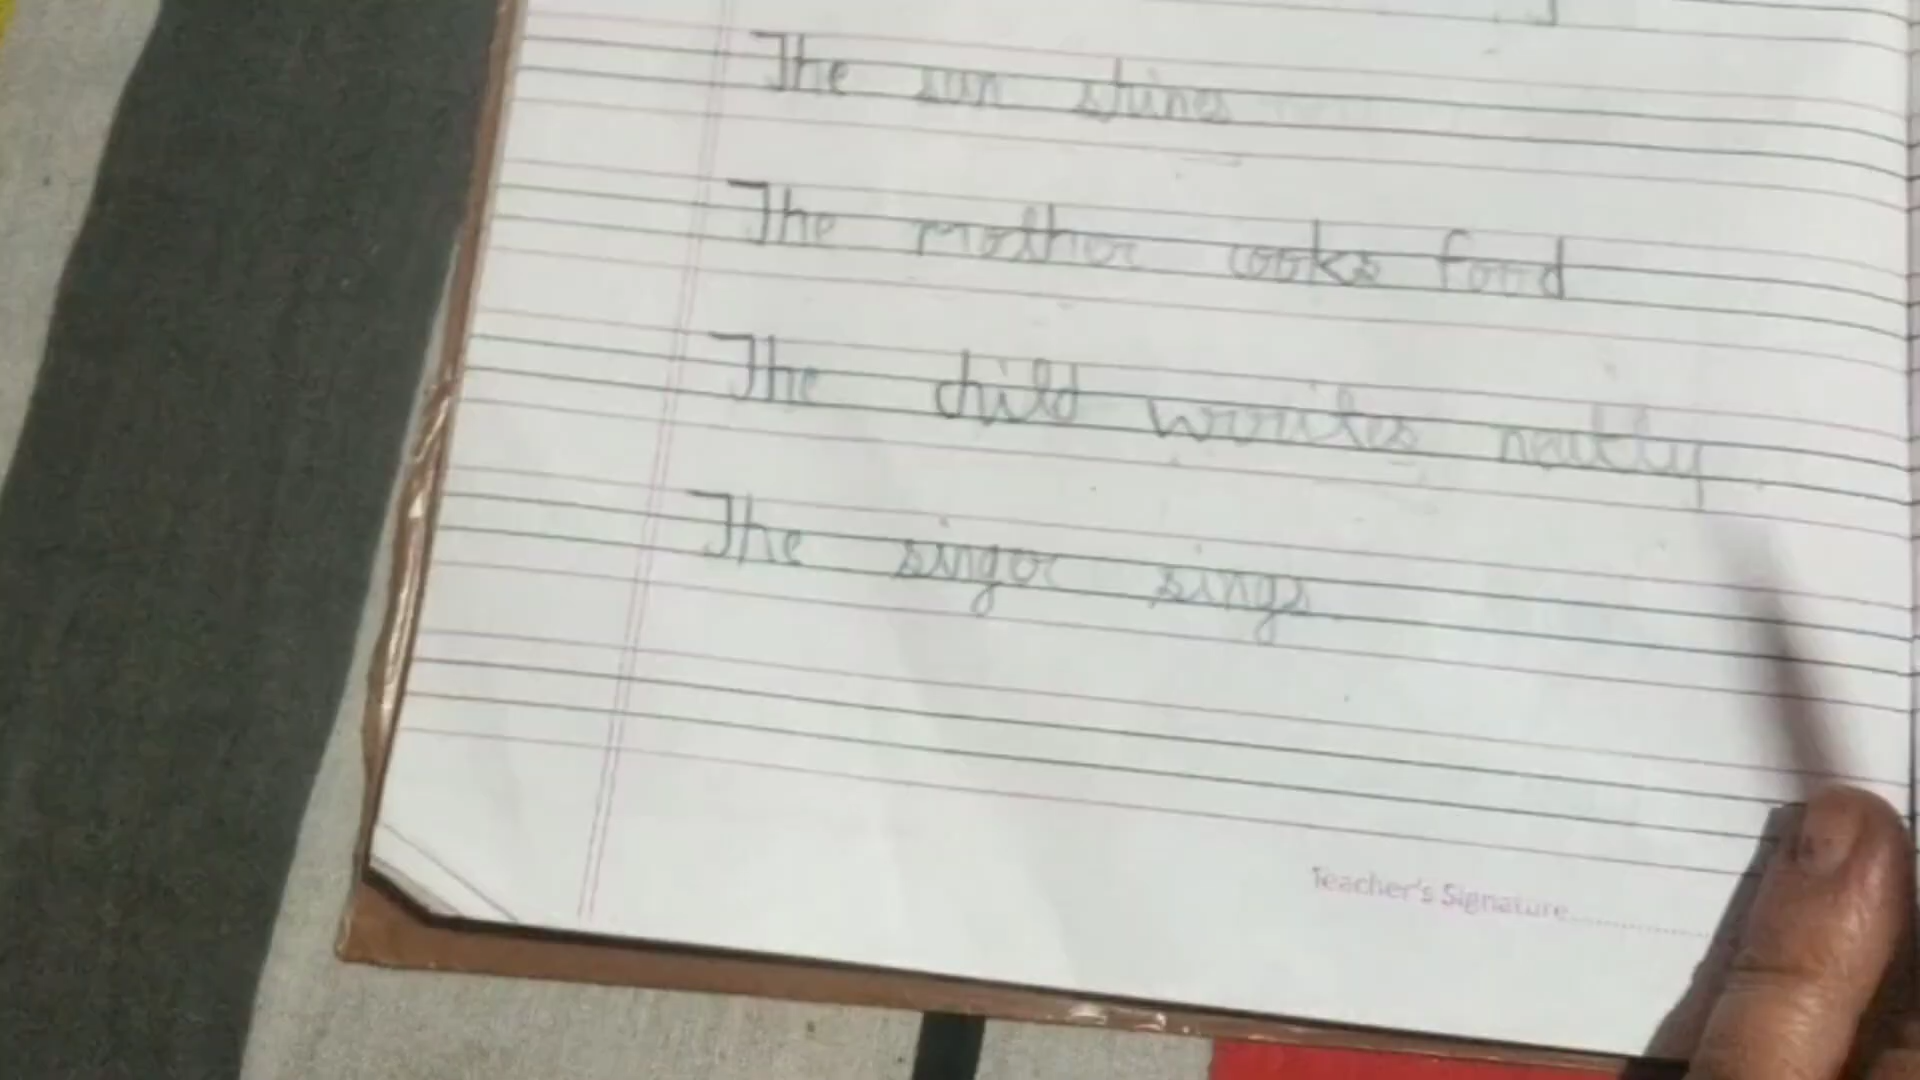 The sun shines
The mother cooks food
The child writes neatly
The singer sings
Teacher's Signature